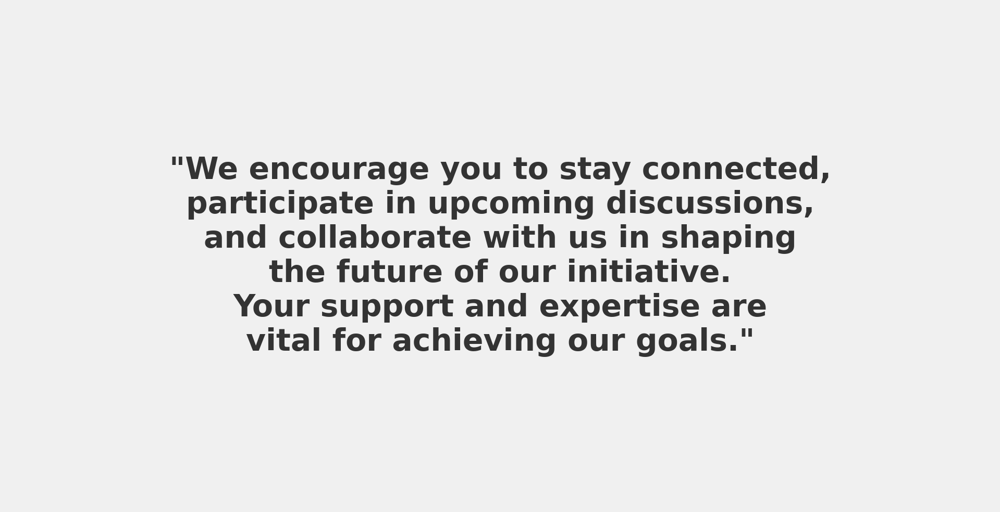 "We encourage you to stay connected,
participate in upcoming discussions,
and collaborate with us in shaping
the future of our initiative.
Your support and expertise are
vital for achieving our goals."